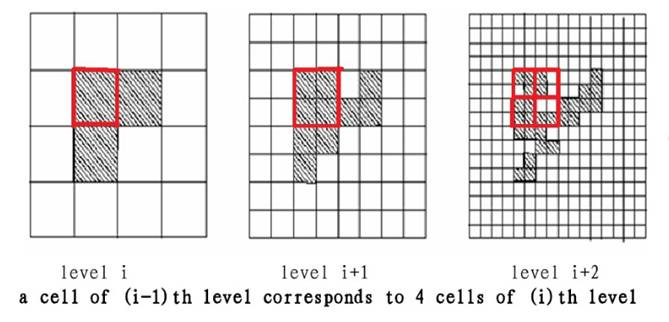 level i level i+1 level i+2
a cell of (i-1)th level corresponds to 4 cells of (i)th level